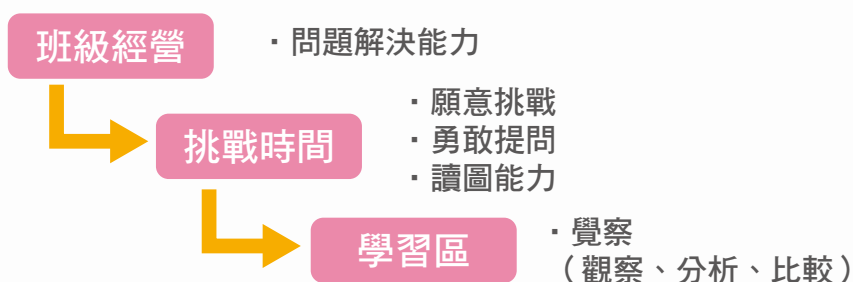 班級經營
・問題解決能力
挑戰時間
・願意挑戰
・勇敢提問
・讀圖能力
學習區
・覺察
（觀察、分析、比較）